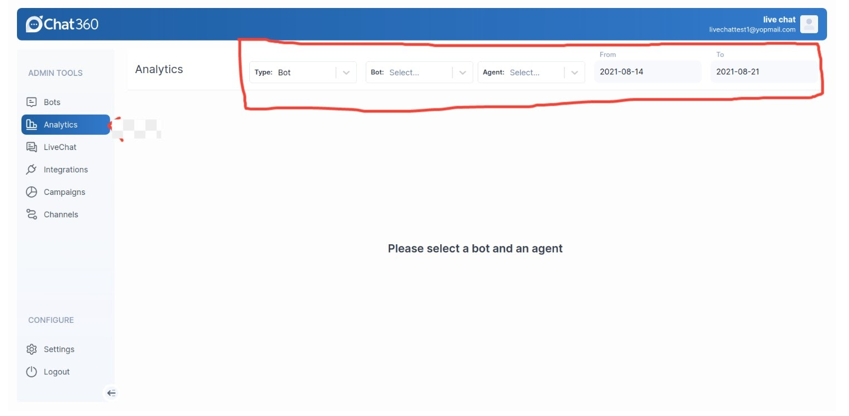 Chat360
live chat
livechattest1@yopmail.com
ADMIN TOOLS
Bots
Analytics
LiveChat
Integrations
Campaigns
Channels
CONFIGURE
Settings
Logout
Analytics
Type: Bot
Bot: Select...
Agent: Select...
From
2021-08-14
To
2021-08-21
Please select a bot and an agent